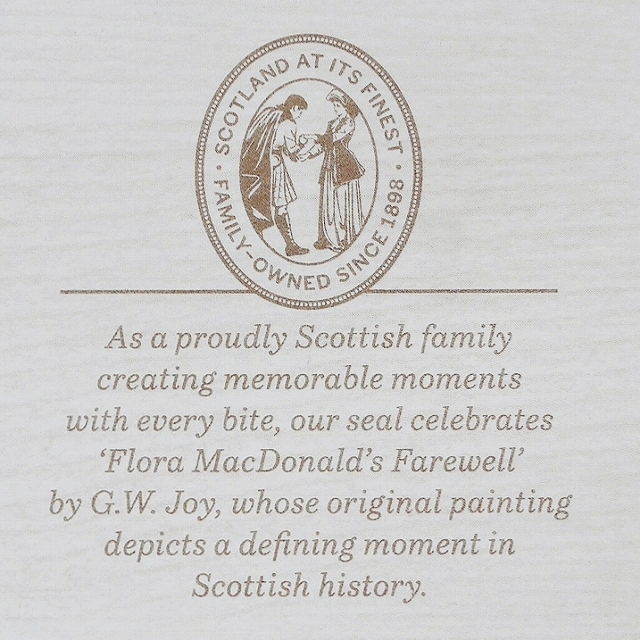 SCOTLAND AT ITS FINEST
FAMILY-OWNED SINCE 1898
As a proudly Scottish family
creating memorable moments
with every bite, our seal celebrates
‘Flora MacDonald’s Farewell’
by G.W. Joy, whose original painting
depicts a defining moment in
Scottish history.